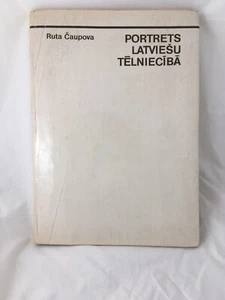 Ruta Čaupova
PORTRETS
LATVIEŠU
TĒLNIECĪBĀ